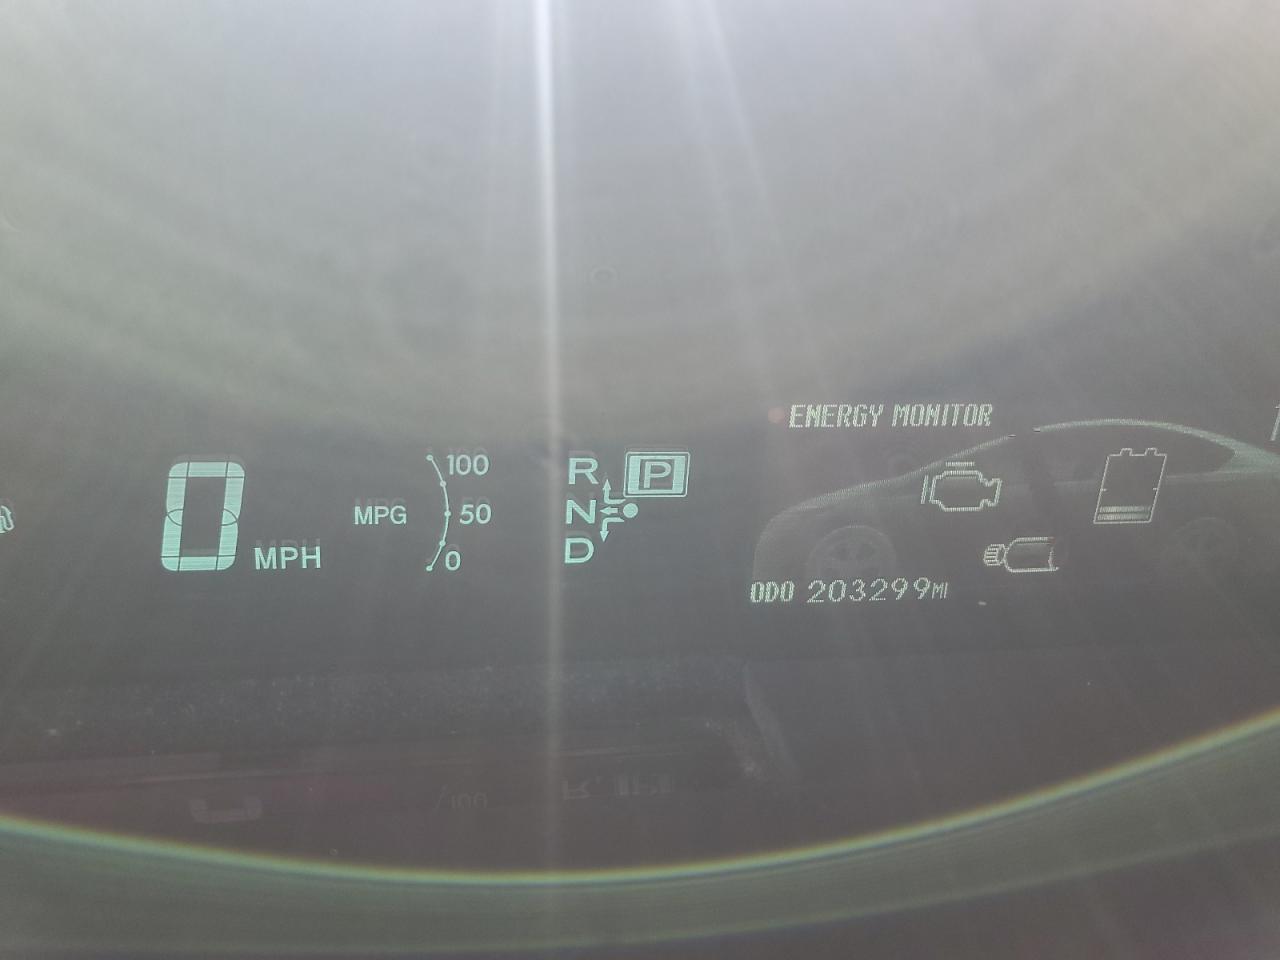 0 MPH
MPG
100
50
0
R
N
D
P
ENERGY MONITOR
ODO 203299MI